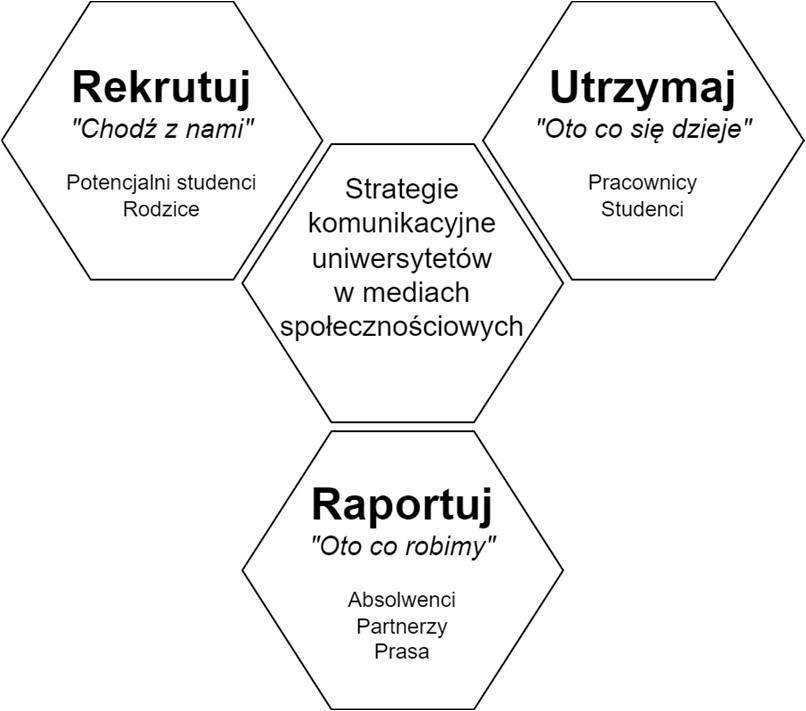 Rekrutuj
"Chodź z nami"
Potencjalni studenci
Rodzice
Utrzymaj
"Oto co się dzieje"
Pracownicy
Studenci
Strategie
komunikacyjne
uniwersytetów
w mediach
społecznościowych
Raportuj
"Oto co robimy"
Absolwenci
Partnerzy
Prasa